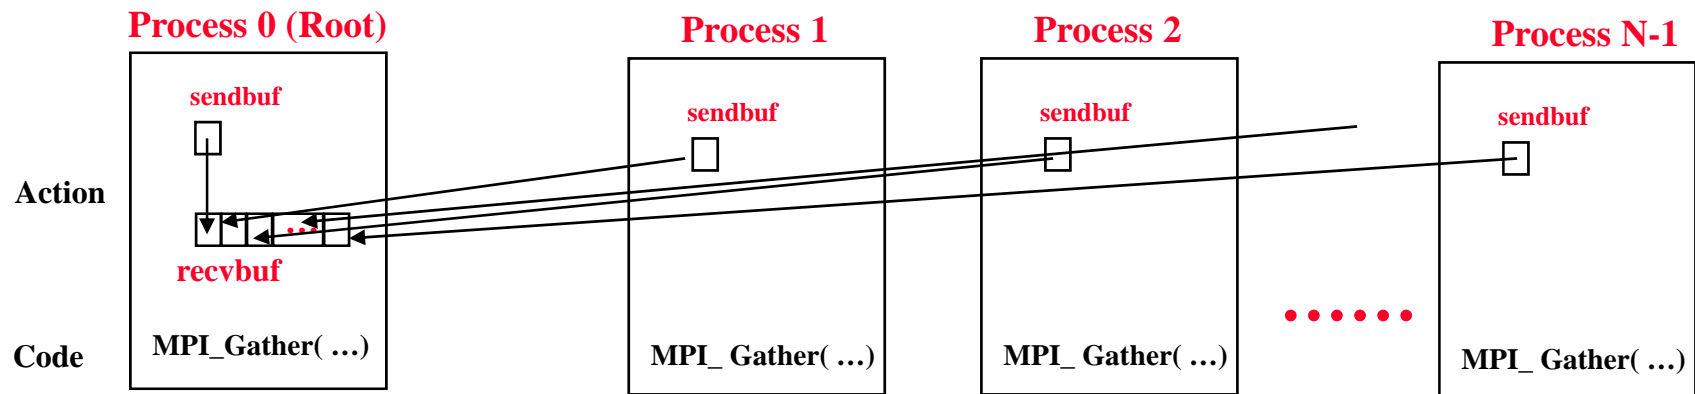 Process 0 (Root)
Process 1
Process 2
Process N-1
sendbuf
sendbuf
sendbuf
sendbuf
Action
...
recvbuf
......
Code
MPI_Gather( …)
MPI_ Gather( …)
MPI_ Gather( …)
MPI_ Gather( …)